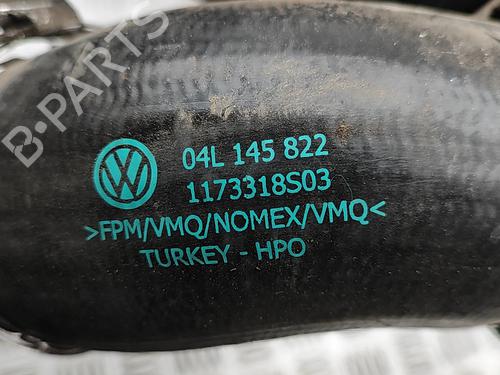 B-PARTS
04L 145 822
1173318S03
>FPM/VMQ/NOMEX/VMQ<
TURKEY - HPO